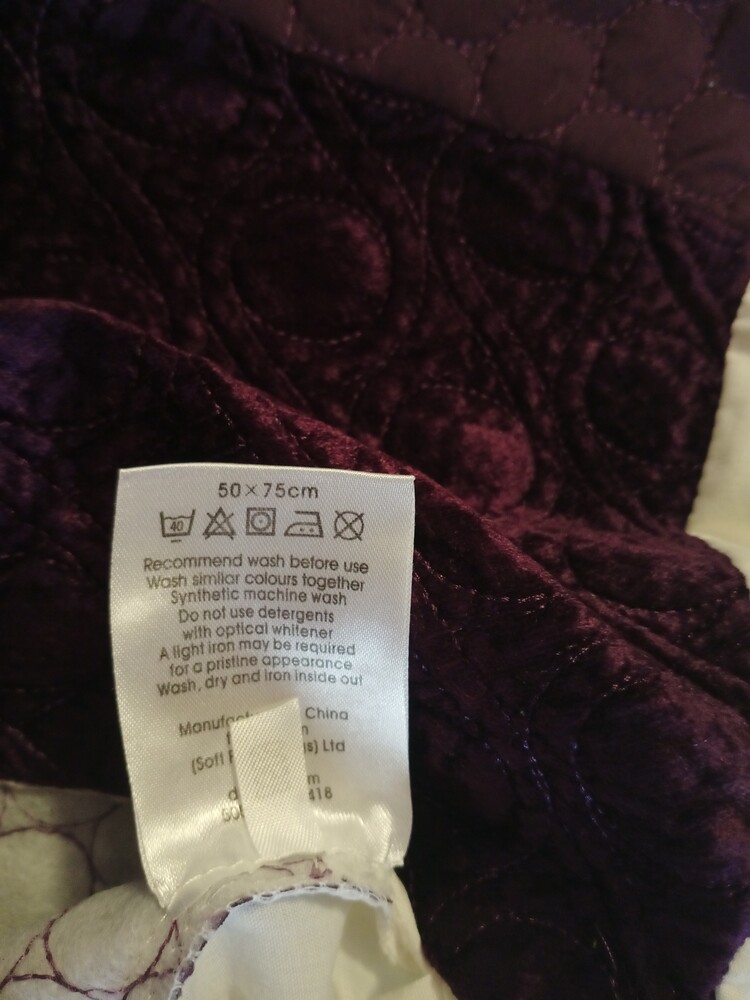 50×75cm
40
Recommend wash before use
Wash similar colours together
Synthetic machine wash
Do not use detergents
with optical whitener
A light iron may be required
for a pristine appearance
Wash, dry and iron inside out
China
(Soft Ltd